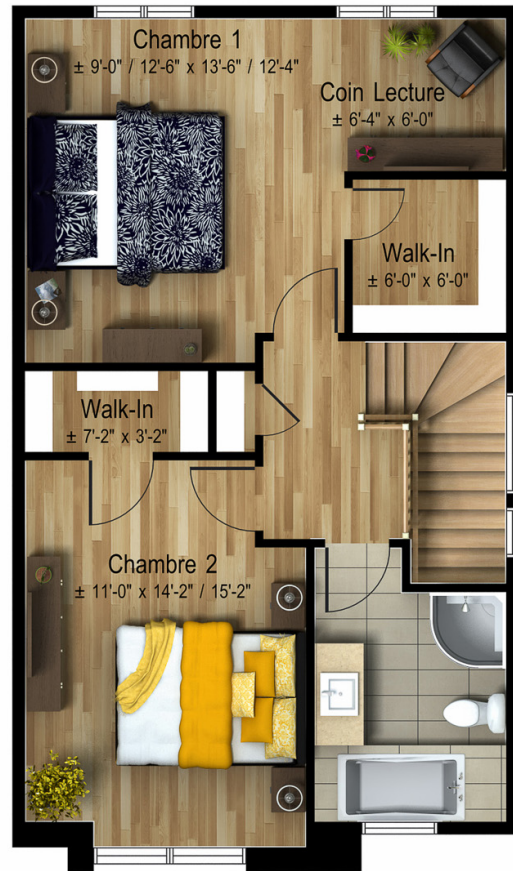 Chambre 1
± 9'-0" / 12'-6" x 13'-6" / 12'-4"
Coin Lecture
± 6'-4" x 6'-0"
Walk-In
± 6'-0" x 6'-0"
Walk-In
± 7'-2" x 3'-2"
Chambre 2
± 11'-0" x 14'-2" / 15'-2"